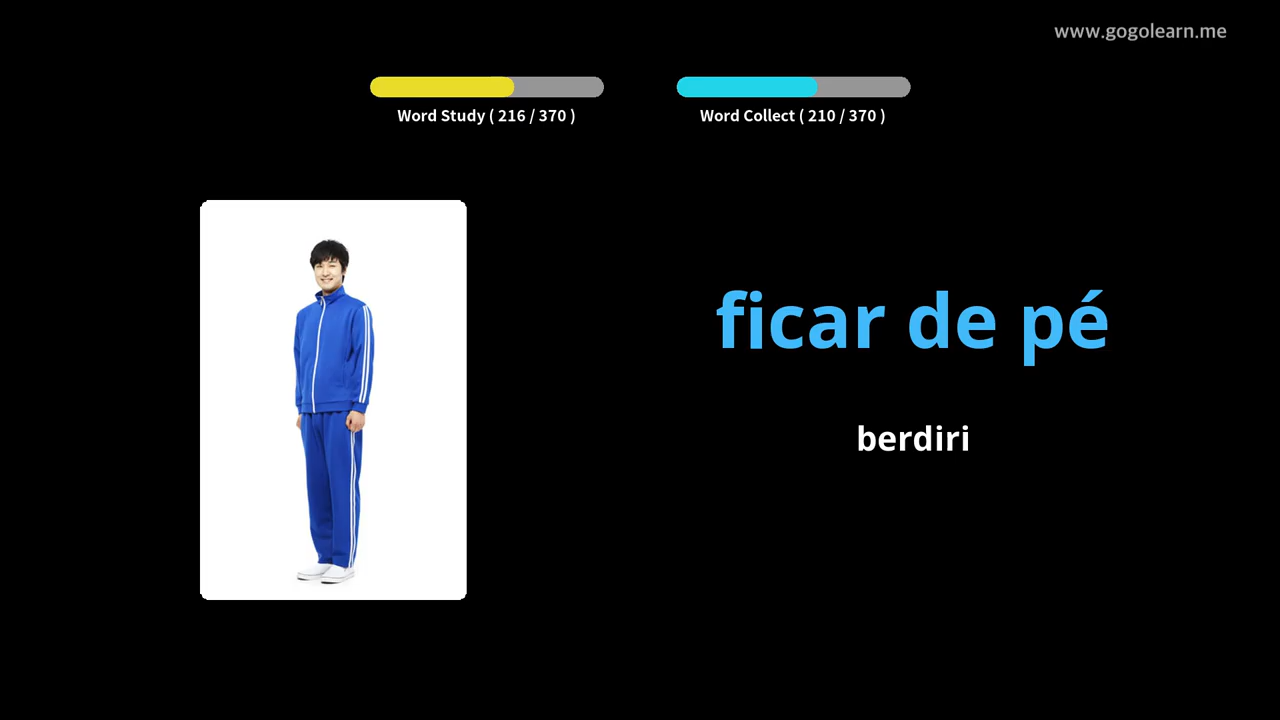 www.gogolearn.me
Word Study ( 216 / 370 )
Word Collect ( 210 / 370 )
ficar de pé
berdiri